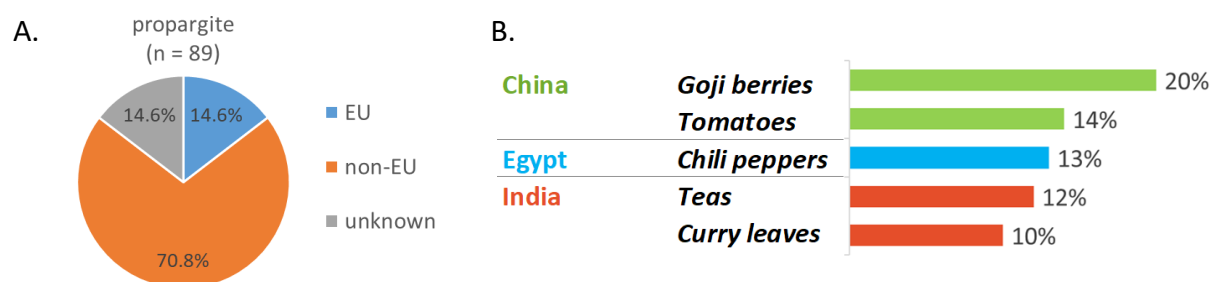 A.
propargite
(n = 89)
14.6%
14.6%
70.8%
EU
non-EU
unknown
B.
China Goji berries 20%
Tomatoes 14%
Egypt Chili peppers 13%
India Teas 12%
Curry leaves 10%